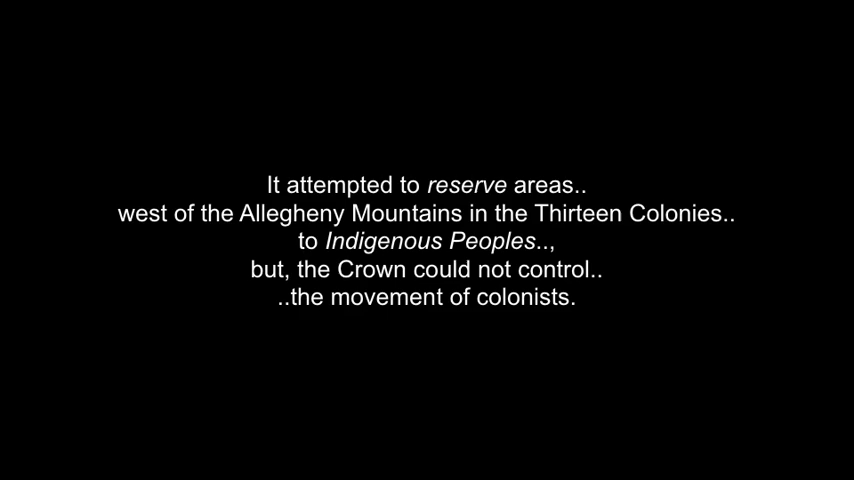 It attempted to reserve areas..
west of the Allegheny Mountains in the Thirteen Colonies..
to Indigenous Peoples..,
but, the Crown could not control..
..the movement of colonists.